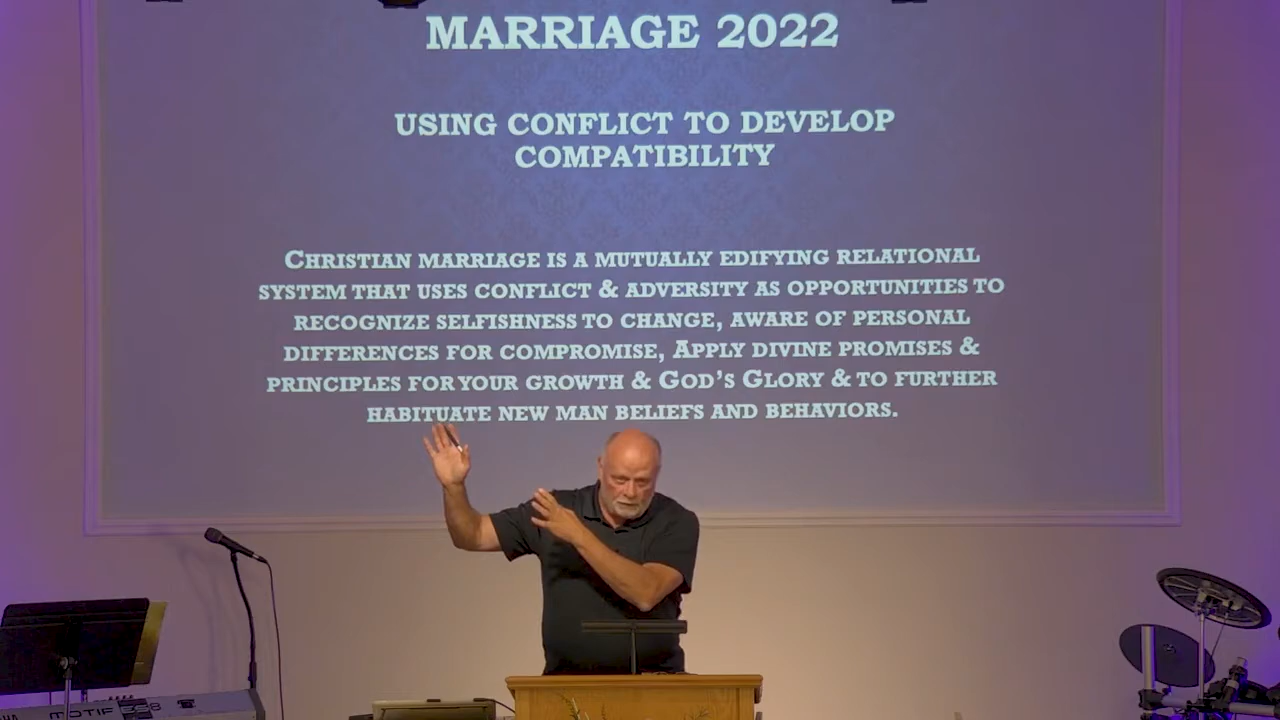 MARRIAGE 2022
USING CONFLICT TO DEVELOP
COMPATIBILITY
CHRISTIAN MARRIAGE IS A MUTUALLY EDIFYING RELATIONAL
SYSTEM THAT USES CONFLICT & ADVERSITY AS OPPORTUNITIES TO
RECOGNIZE SELFISHNESS TO CHANGE, AWARE OF PERSONAL
DIFFERENCES FOR COMPROMISE, APPLY DIVINE PROMISES &
PRINCIPLES FOR YOUR GROWTH & GOD'S GLORY & TO FURTHER
HABITUATE NEW MAN BELIEFS AND BEHAVIORS.
MOTIF ES8